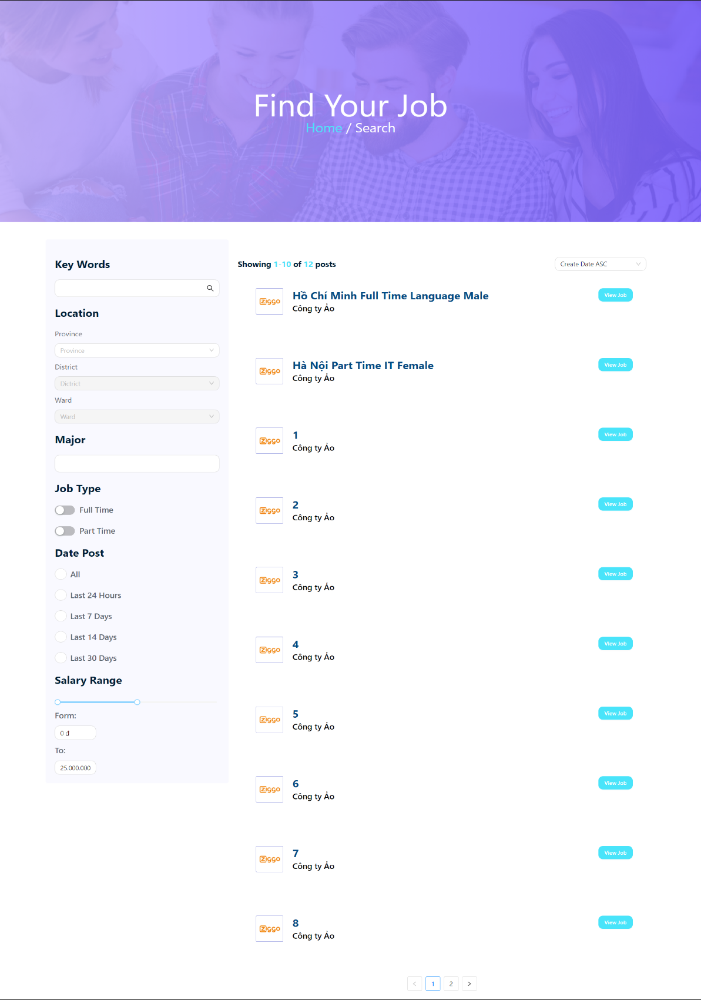 Find Your Job
Home / Search
Key Words
Location
Province
Province
District
Dictrict
Ward
Ward
Major
Job Type
Full Time
Part Time
Date Post
All
Last 24 Hours
Last 7 Days
Last 14 Days
Last 30 Days
Salary Range
Form:
0 ₫
To:
25.000.000
Showing 1-10 of 12 posts
Create Date ASC
Ziggo
Hồ Chí Minh Full Time Language Male
Công ty Ảo
View Job
Ziggo
Hà Nội Part Time IT Female
Công ty Ảo
View Job
Ziggo
1
Công ty Ảo
View Job
Ziggo
2
Công ty Ảo
View Job
Ziggo
3
Công ty Ảo
View Job
Ziggo
4
Công ty Ảo
View Job
Ziggo
5
Công ty Ảo
View Job
Ziggo
6
Công ty Ảo
View Job
Ziggo
7
Công ty Ảo
View Job
Ziggo
8
Công ty Ảo
View Job
< 1 2 >